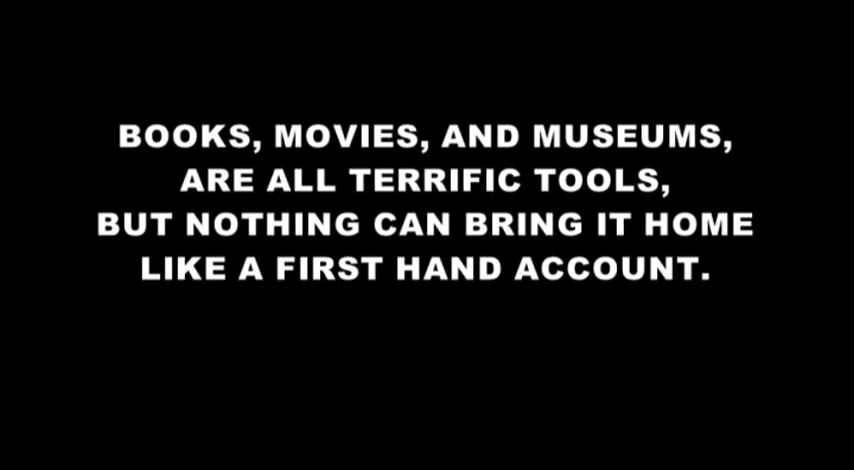 BOOKS, MOVIES, AND MUSEUMS,
ARE ALL TERRIFIC TOOLS,
BUT NOTHING CAN BRING IT HOME
LIKE A FIRST HAND ACCOUNT.